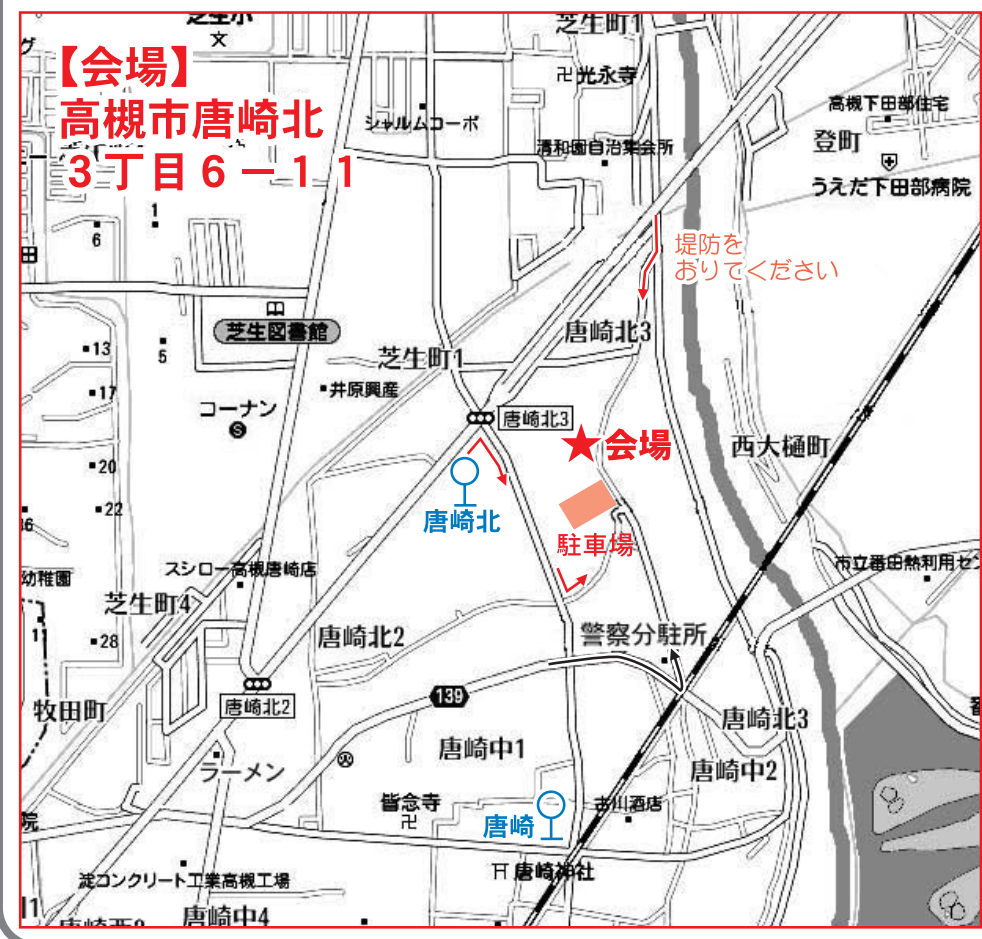 芝生小
芝生町1
【会場】
高槻市唐崎北
3丁目6－11
光永寺
シャルムコーポ
高槻下田部住宅
清和園自治集会所
登町
うえだ下田部病院
1
6
堤防を
おりてください
芝生図書館
唐崎北3
13
5
芝生町1
17
井原興産
コーナン
S
唐崎北3
会場
西大樋町
20
22
唐崎北
駐車場
幼稚園
スシロー高槻唐崎店
市立番田熱利用セン
芝生町4
11
28
唐崎北2
警察分駐所
139
牧田町
唐崎北2
唐崎北3
唐崎中1
唐崎中2
ラーメン
皆念寺
古川酒店
唐崎
院
唐崎神社
淀コンクリート工業高槻工場
唐崎中4
唐崎西2